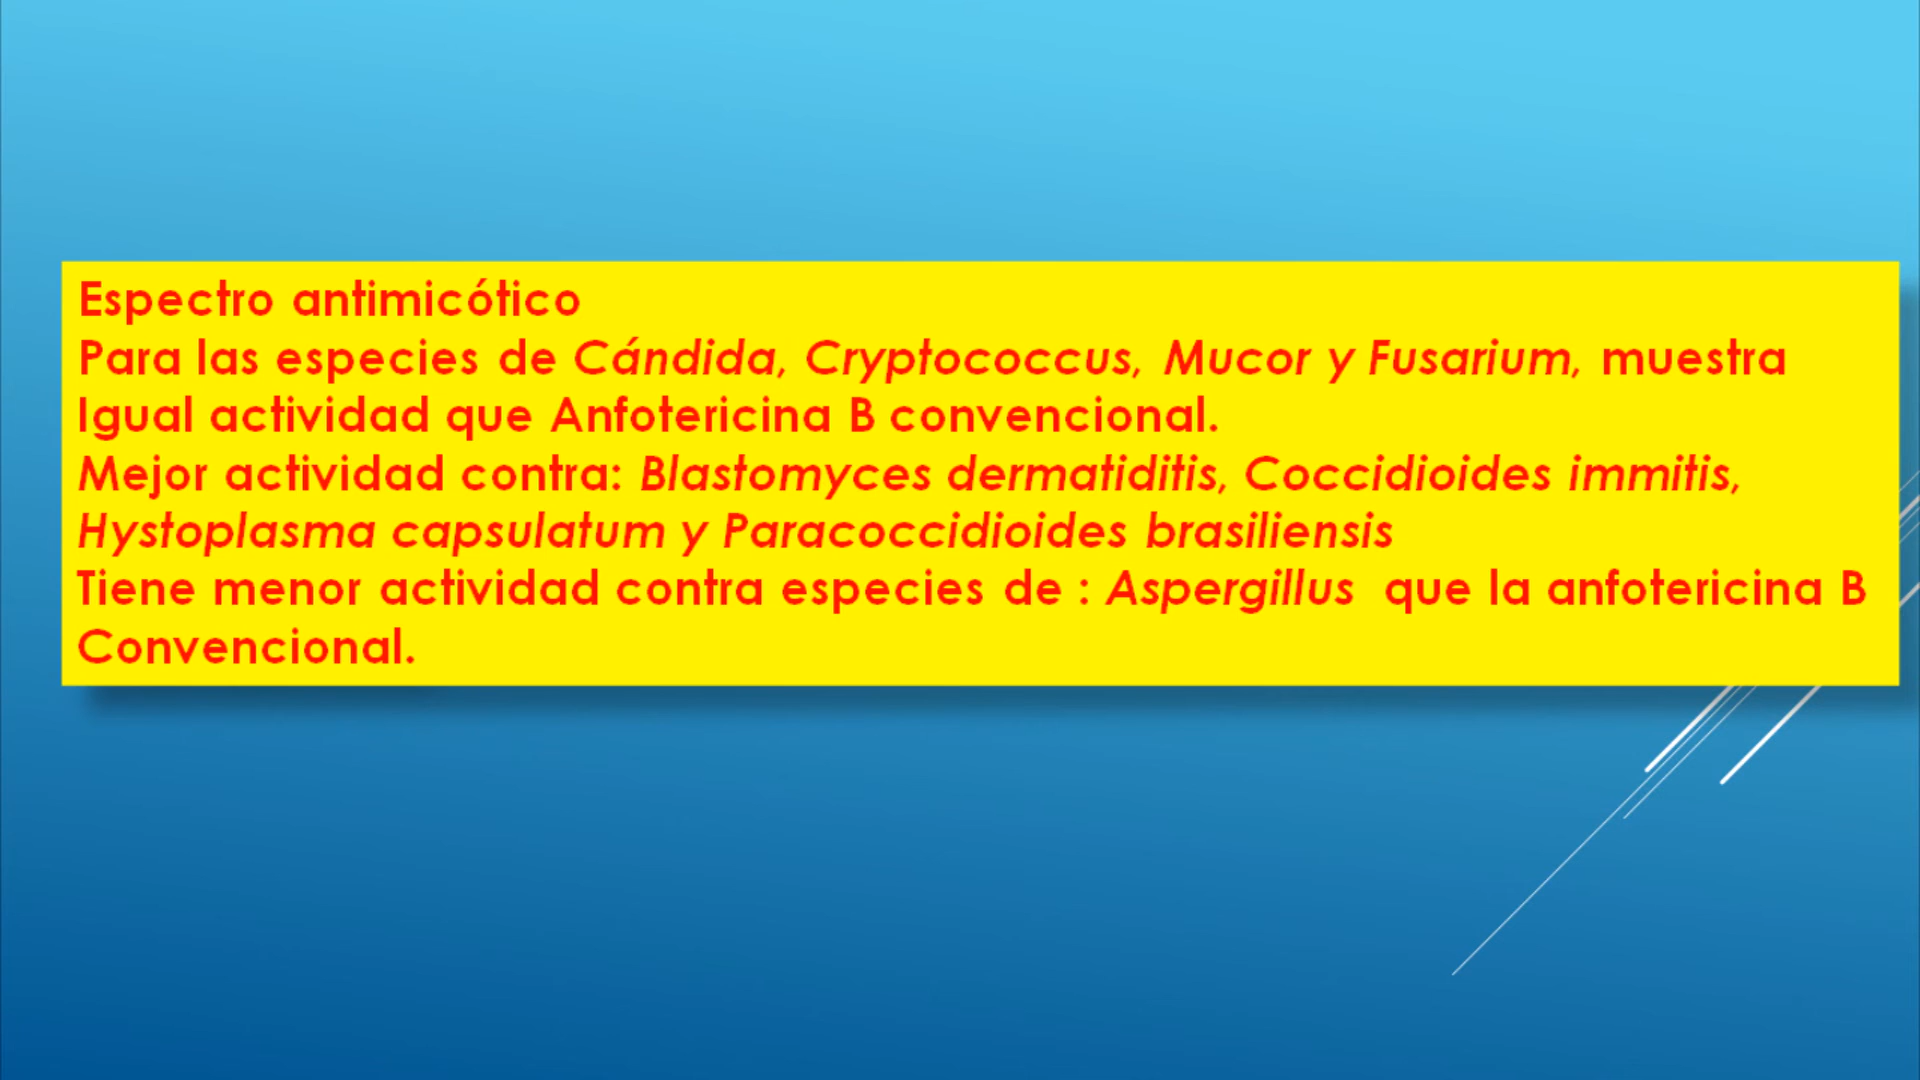 Espectro antimicótico
Para las especies de Cándida, Cryptococcus, Mucor y Fusarium, muestra
Igual actividad que Anfotericina B convencional.
Mejor actividad contra: Blastomyces dermatiditis, Coccidioides immitis,
Hystoplasma capsulatum y Paracoccidioides brasiliensis
Tiene menor actividad contra especies de : Aspergillus que la anfotericina B
Convencional.